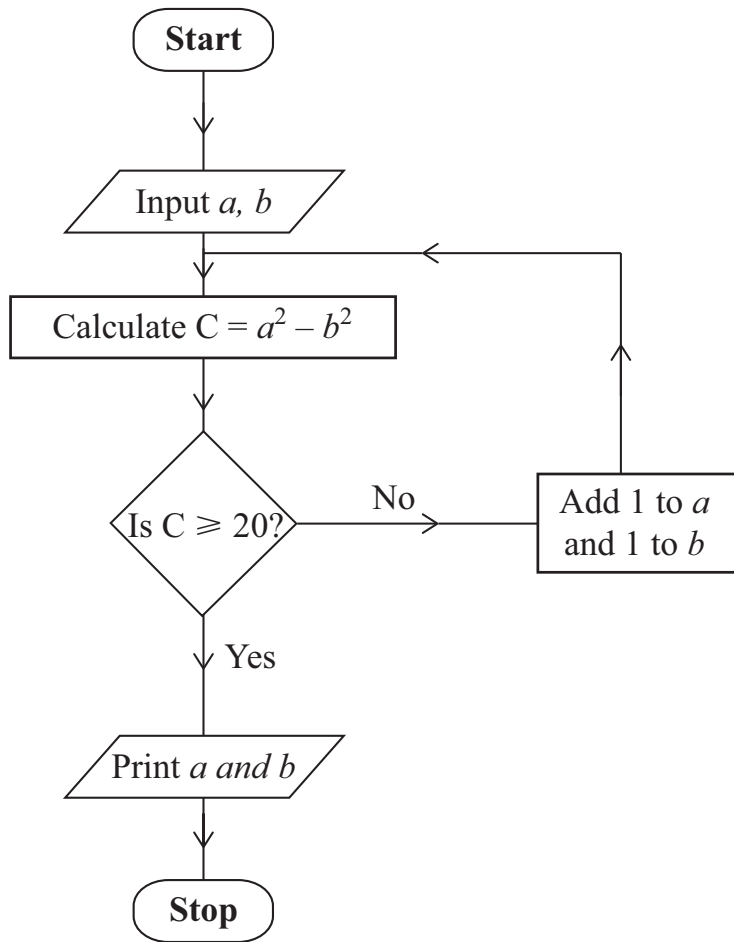 Start
Input a, b
Calculate C = a² – b²
Is C ⩾ 20?
No
Add 1 to a
and 1 to b
Yes
Print a and b
Stop